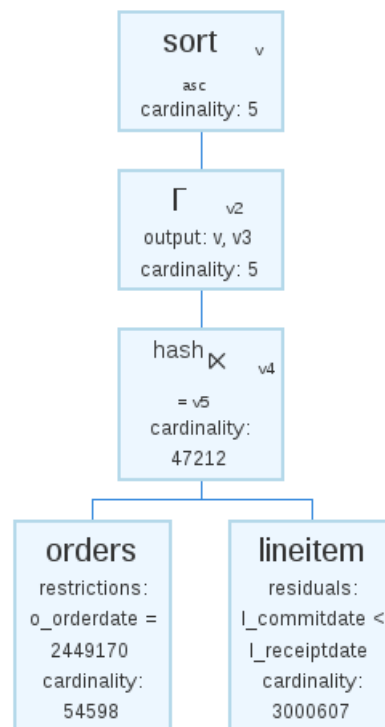 sort v
asc
cardinality: 5
Γ v2
output: v, v3
cardinality: 5
hash⋉ v4
= v5
cardinality:
47212
orders
restrictions:
o_orderdate =
2449170
cardinality:
54598
lineitem
residuals:
l_commitdate <
l_receiptdate
cardinality:
3000607